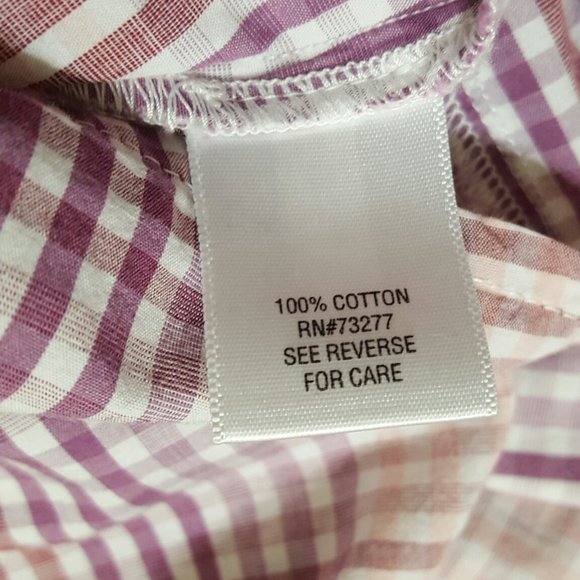 100% COTTON
RN#73277
SEE REVERSE
FOR CARE